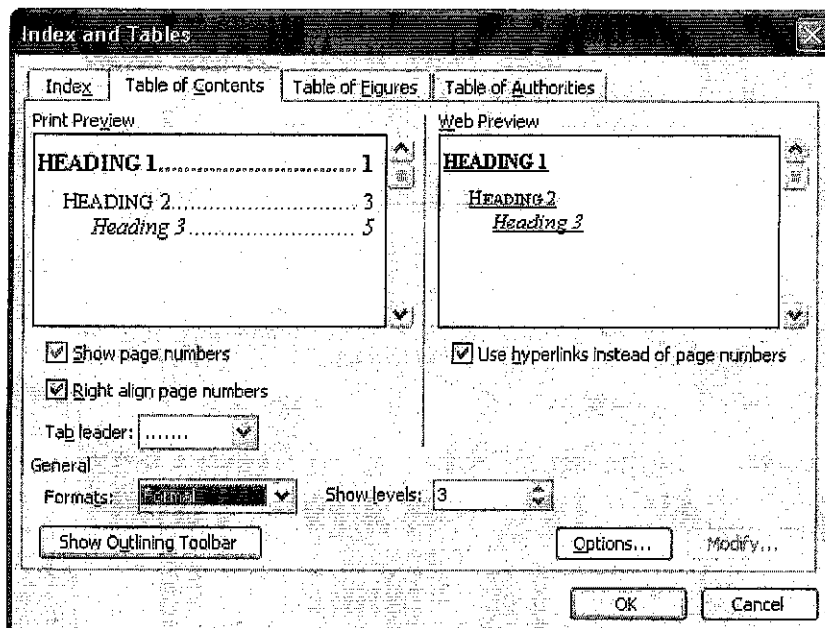 Index and Tables
Index Table of Contents Table of Figures Table of Authorities
Print Preview
HEADING 1.................................... 1
HEADING 2.............................. 3
Heading 3........................... 5
Web Preview
HEADING 1
HEADING 2
Heading 3
Show page numbers
Right align page numbers
Tab leader: .......
Use hyperlinks instead of page numbers
General
Formats: Formal Show levels: 3
Show Outlining Toolbar Options... Modify...
OK Cancel